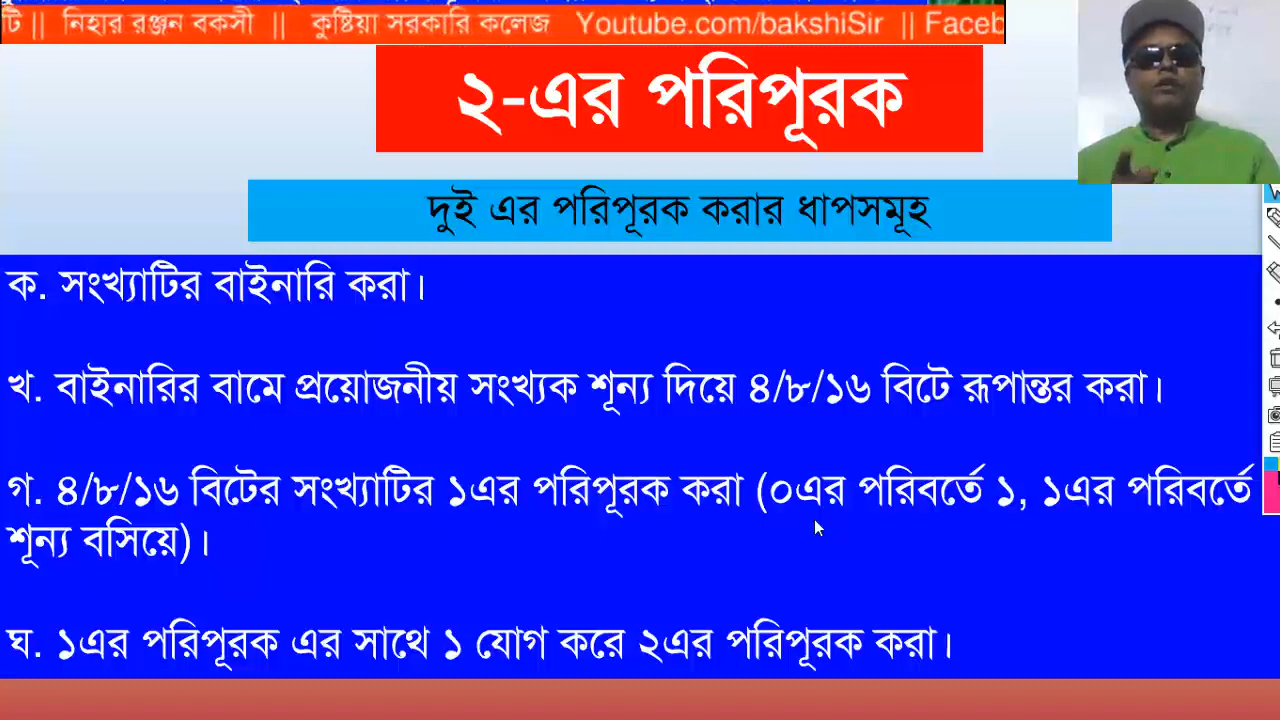 টি || নিহার রঞ্জন বকসী || কুষ্টিয়া সরকারি কলেজ Youtube.com/bakshiSir || Faceb
২-এর পরিপূরক
দুই এর পরিপূরক করার ধাপসমূহ
ক. সংখ্যাটির বাইনারি করা।
খ. বাইনারির বামে প্রয়োজনীয় সংখ্যক শূন্য দিয়ে ৪/৮/১৬ বিটে রূপান্তর করা।
গ. ৪/৮/১৬ বিটের সংখ্যাটির ১এর পরিপূরক করা (০এর পরিবর্তে ১, ১এর পরিবর্তে
শূন্য বসিয়ে)।
ঘ. ১এর পরিপূরক এর সাথে ১ যোগ করে ২এর পরিপূরক করা।